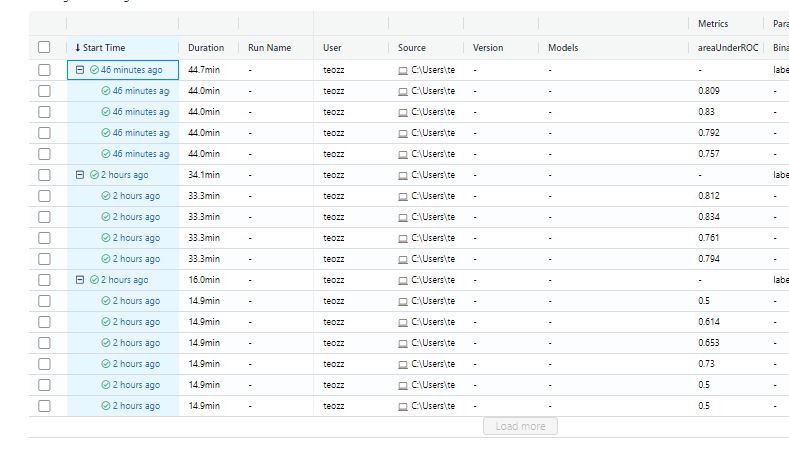 Metrics Para
↓ Start Time Duration Run Name User Source Version Models areaUnderROC Bina
46 minutes ago 44.7min - teozz C:\Users\te - - - labe
46 minutes ag 44.0min - teozz C:\Users\te - - 0.809 -
46 minutes ag 44.0min - teozz C:\Users\te - - 0.83 -
46 minutes ag 44.0min - teozz C:\Users\te - - 0.792 -
46 minutes ag 44.0min - teozz C:\Users\te - - 0.757 -
2 hours ago 34.1min - teozz C:\Users\te - - - labe
2 hours ago 33.3min - teozz C:\Users\te - - 0.812 -
2 hours ago 33.3min - teozz C:\Users\te - - 0.834 -
2 hours ago 33.3min - teozz C:\Users\te - - 0.761 -
2 hours ago 33.3min - teozz C:\Users\te - - 0.794 -
2 hours ago 16.0min - teozz C:\Users\te - - - labe
2 hours ago 14.9min - teozz C:\Users\te - - 0.5 -
2 hours ago 14.9min - teozz C:\Users\te - - 0.614 -
2 hours ago 14.9min - teozz C:\Users\te - - 0.653 -
2 hours ago 14.9min - teozz C:\Users\te - - 0.73 -
2 hours ago 14.9min - teozz C:\Users\te - - 0.5 -
2 hours ago 14.9min - teozz C:\Users\te - - 0.5 -
Load more